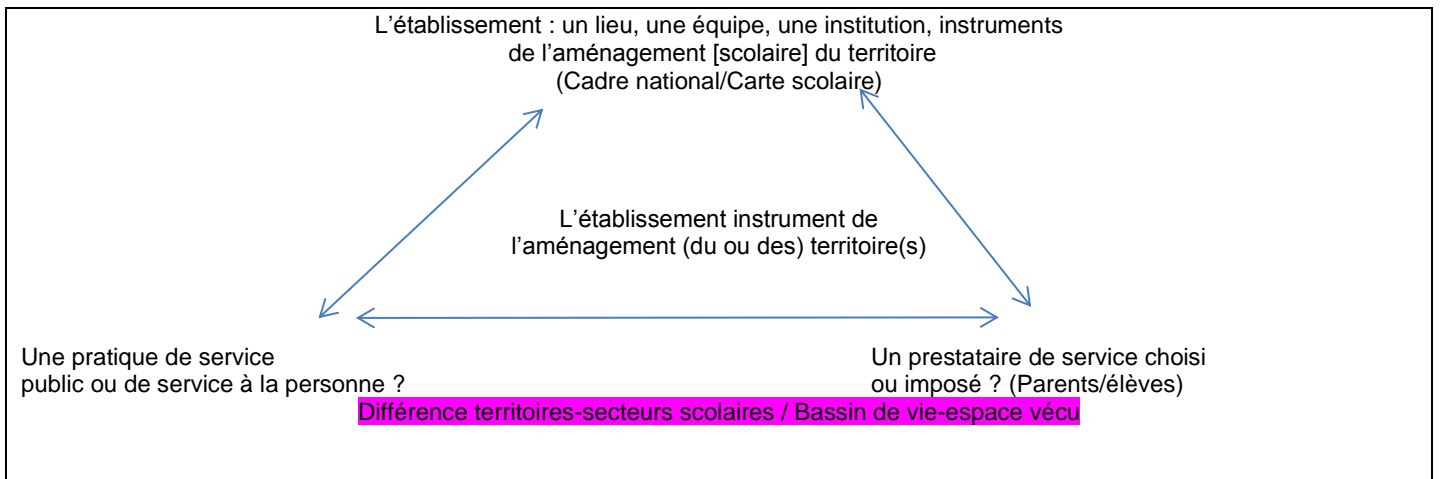 L'établissement : un lieu, une équipe, une institution, instruments
de l'aménagement [scolaire] du territoire
(Cadre national/Carte scolaire)
L'établissement instrument de
l'aménagement (du ou des) territoire(s)
Une pratique de service
public ou de service à la personne ?
Un prestataire de service choisi
ou imposé ? (Parents/élèves)
Différence territoires-secteurs scolaires / Bassin de vie-espace vécu